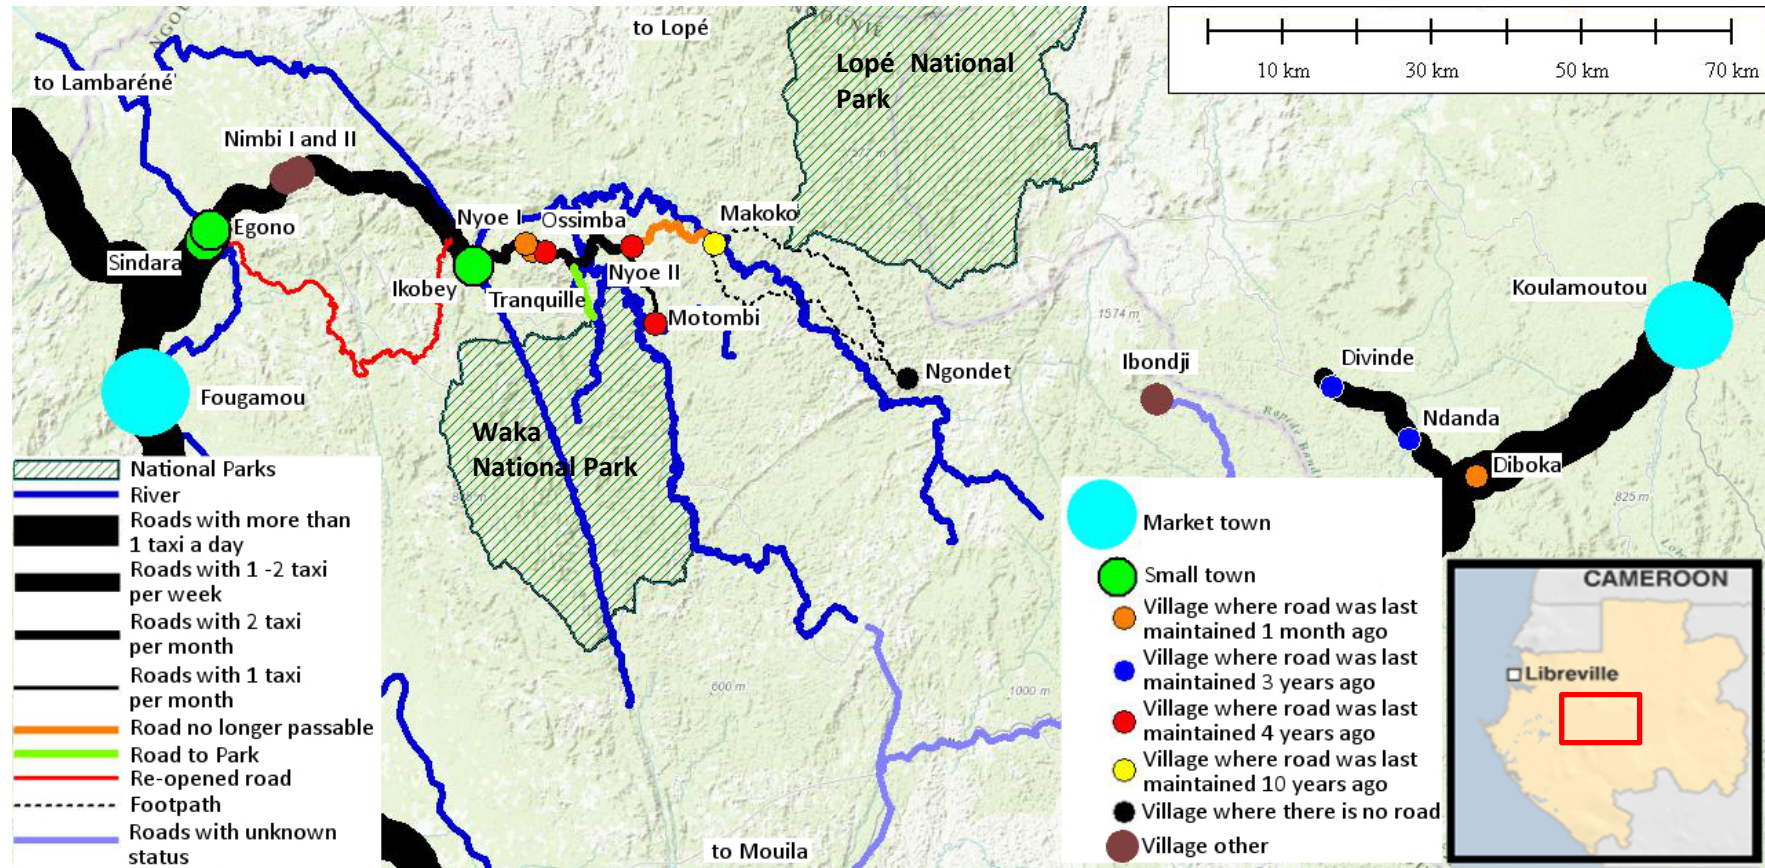 to Lopé
NGOUNIE
to Lambaréné
Lopé National
Park
10 km
30 km
50 km
70 km
Nimbi I and II
Nyoe I
Ossimba
Makoko
Egono
Sindara
Ikobey
Tranquille
Nyoe II
Motombi
Koulamoutou
1574 m
Ibondji
Divinde
Ngondet
Fougamou
Ndanda
Waka
National Park
Diboka
825 m
600 m
1000 m
to Mouila
National Parks
River
Roads with more than
1 taxi a day
Roads with 1 -2 taxi
per week
Roads with 2 taxi
per month
Roads with 1 taxi
per month
Road no longer passable
Road to Park
Re-opened road
Footpath
Roads with unknown
status
Market town
Small town
Village where road was last
maintained 1 month ago
Village where road was last
maintained 3 years ago
Village where road was last
maintained 4 years ago
Village where road was last
maintained 10 years ago
Village where there is no road
Village other
CAMEROON
Libreville